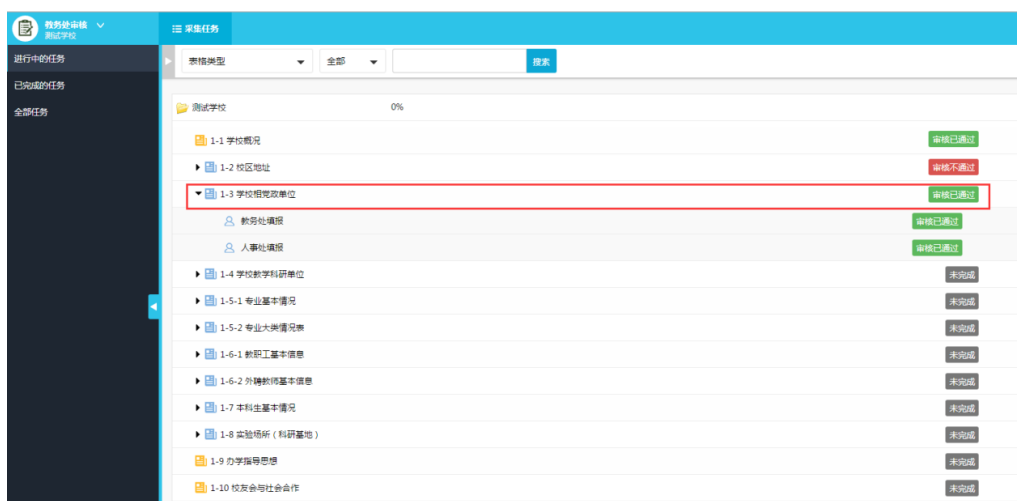 教务处审核
测试学校
采集任务
进行中的任务
已完成的任务
全部任务
表格类型 全部 搜索
测试学校 0%
1-1 学校概况 审核已通过
1-2 校区地址 审核不通过
1-3 学校相党政单位 审核已通过
教务处填报 审核已通过
人事处填报 审核已通过
1-4 学校教学科研单位 未完成
1-5-1 专业基本情况 未完成
1-5-2 专业大类情况表 未完成
1-6-1 教职工基本信息 未完成
1-6-2 外聘教师基本信息 未完成
1-7 本科生基本情况 未完成
1-8 实验场所（科研基地） 未完成
1-9 办学指导思想 未完成
1-10 校友会与社会合作 未完成